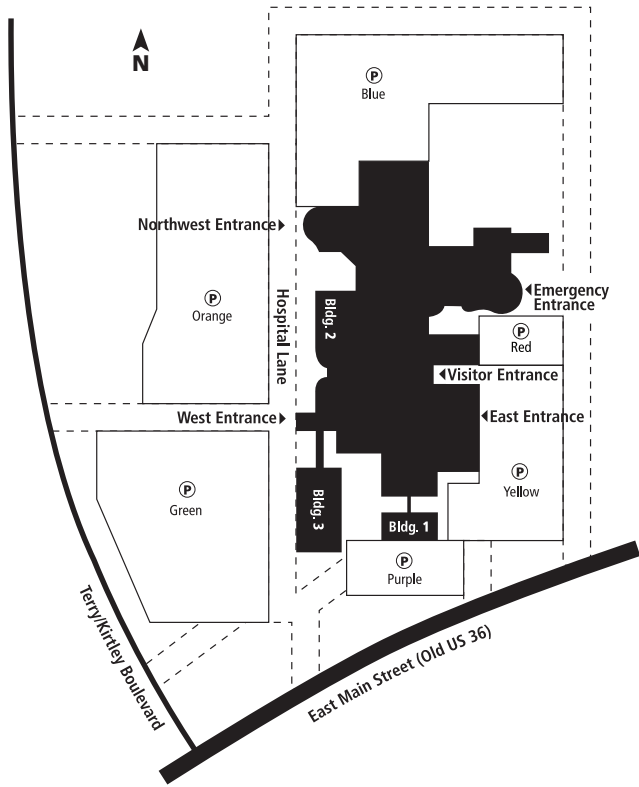 N
P
Blue
Northwest Entrance
Emergency
Entrance
P
Orange
Hospital Lane
Bldg. 2
P
Red
Visitor Entrance
West Entrance
East Entrance
P
Green
Bldg. 3
P
Yellow
Bldg. 1
P
Purple
Terry/Kirtley Boulevard
East Main Street (Old US 36)